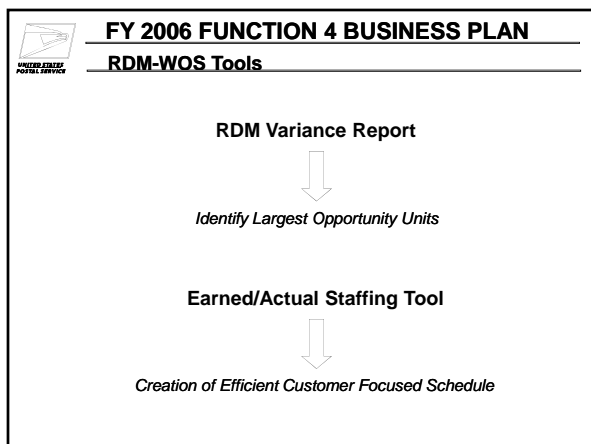 FY 2006 FUNCTION 4 BUSINESS PLAN
UNITED STATES
POSTAL SERVICE
RDM-WOS Tools
RDM Variance Report
Identify Largest Opportunity Units
Earned/Actual Staffing Tool
Creation of Efficient Customer Focused Schedule